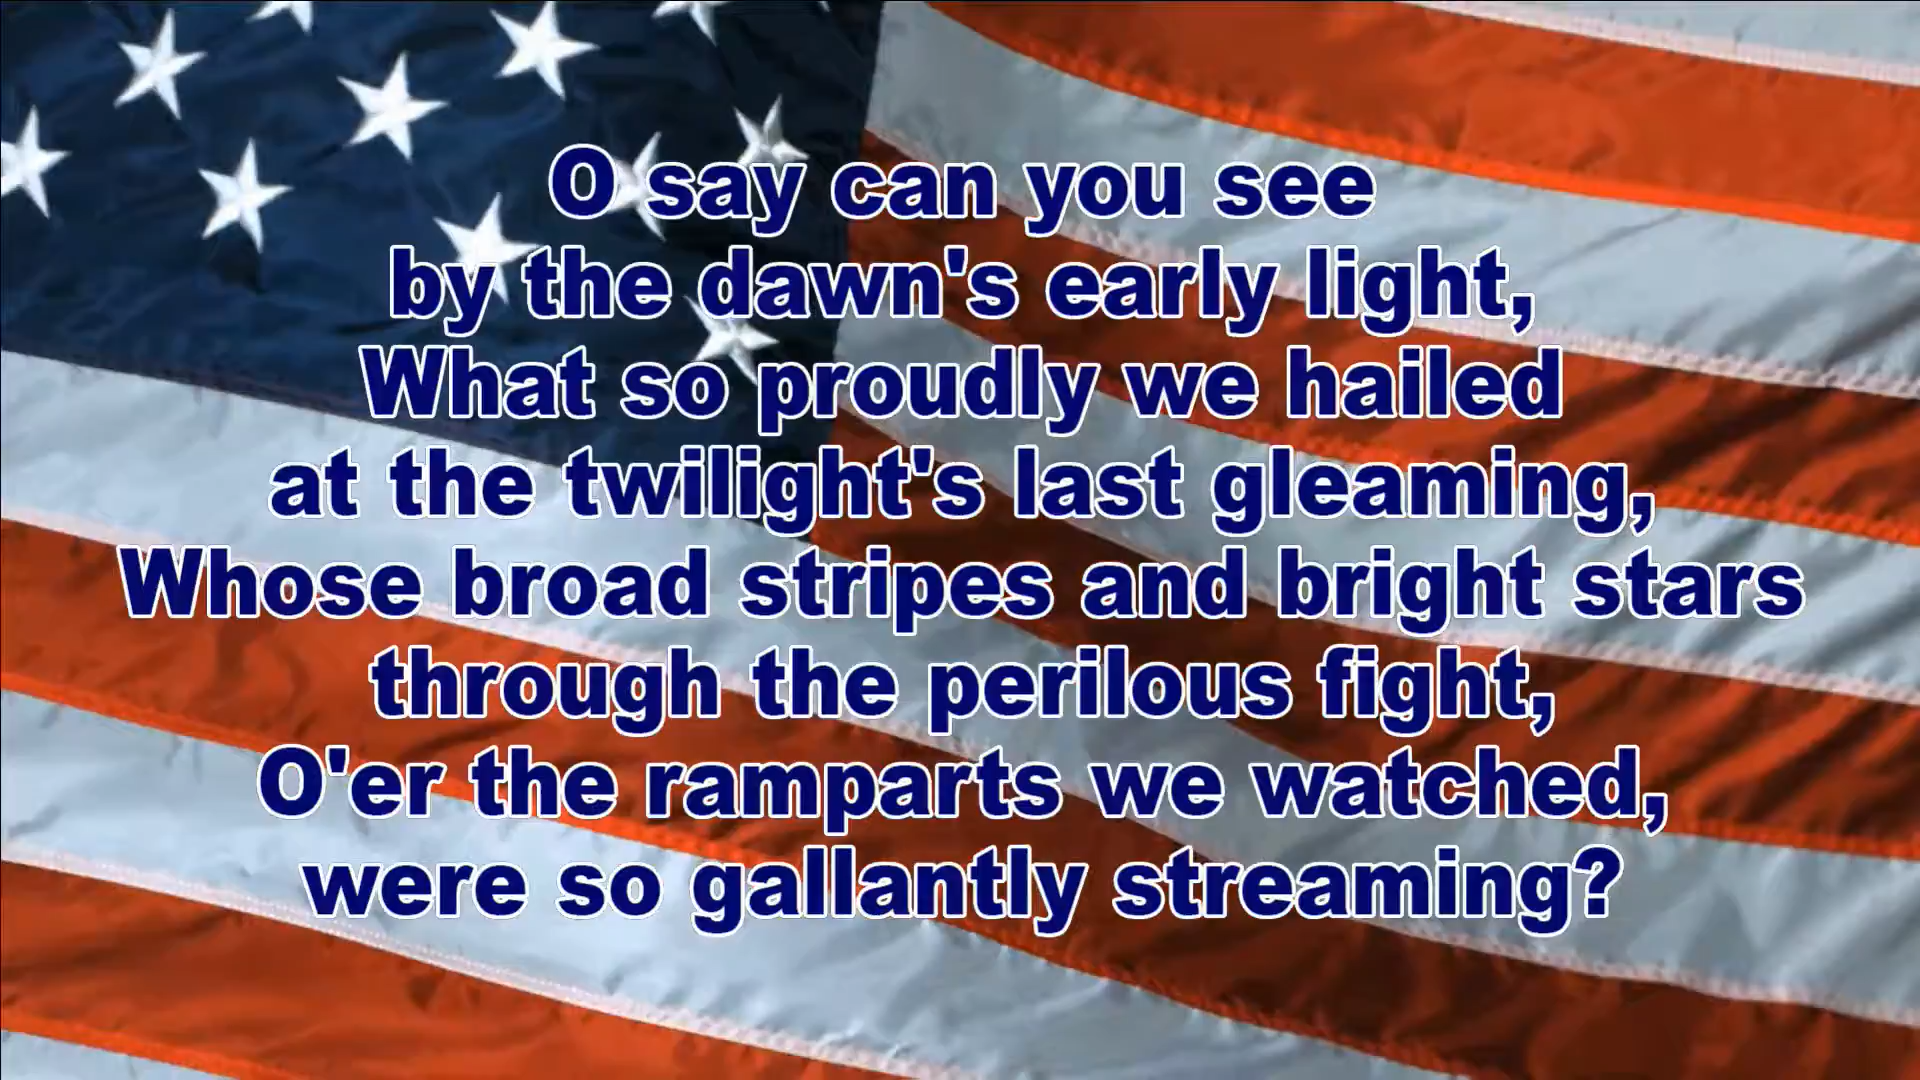 O say can you see
by the dawn's early light,
What so proudly we hailed
at the twilight's last gleaming,
Whose broad stripes and bright stars
through the perilous fight,
O'er the ramparts we watched,
were so gallantly streaming?